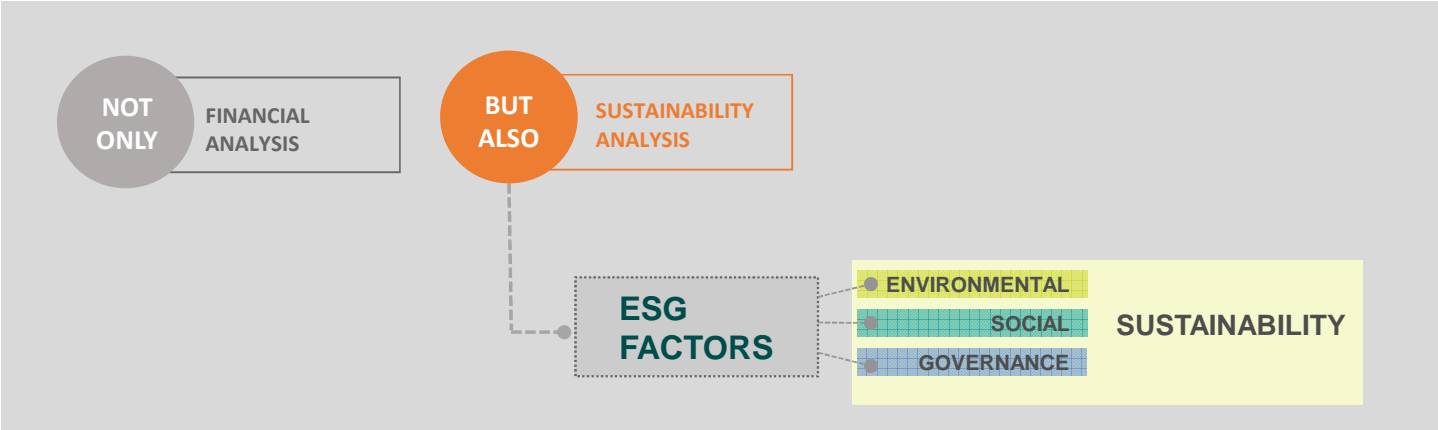 NOT
ONLY
FINANCIAL
ANALYSIS
BUT
ALSO
SUSTAINABILITY
ANALYSIS
ESG
FACTORS
ENVIRONMENTAL
SOCIAL
GOVERNANCE
SUSTAINABILITY